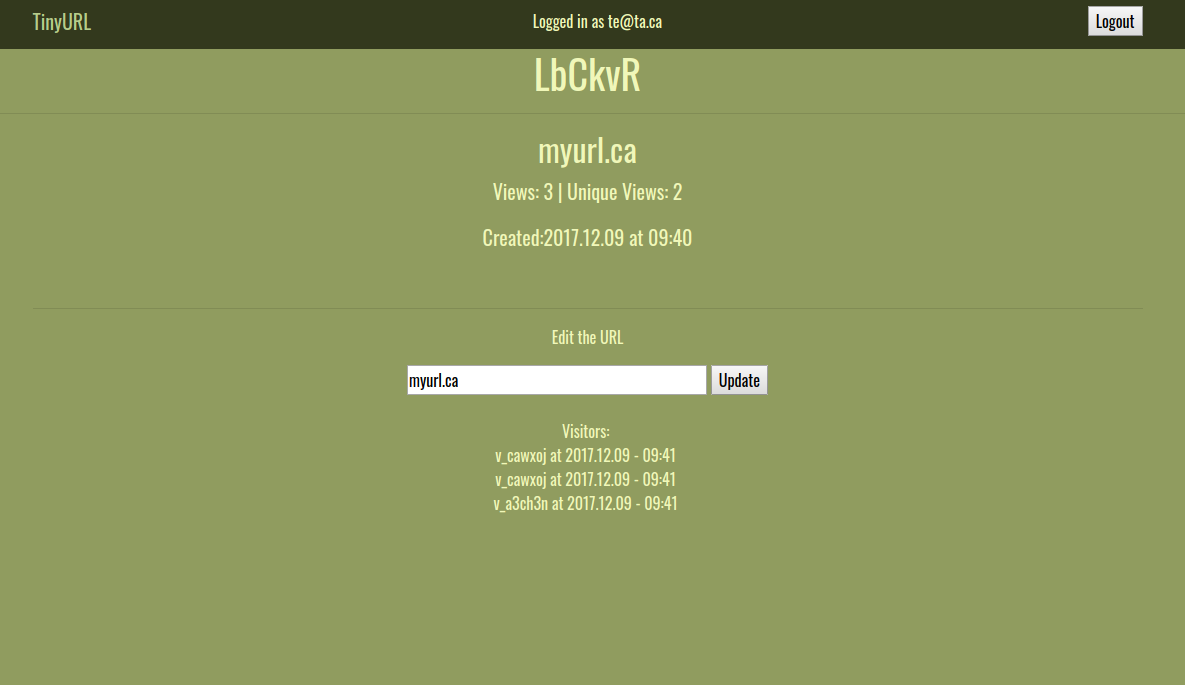 TinyURL
Logged in as te@ta.ca
Logout
LbCkvR
myurl.ca
Views: 3 | Unique Views: 2
Created:2017.12.09 at 09:40
Edit the URL
myurl.ca
Update
Visitors:
v_cawxoj at 2017.12.09 - 09:41
v_cawxoj at 2017.12.09 - 09:41
v_a3ch3n at 2017.12.09 - 09:41